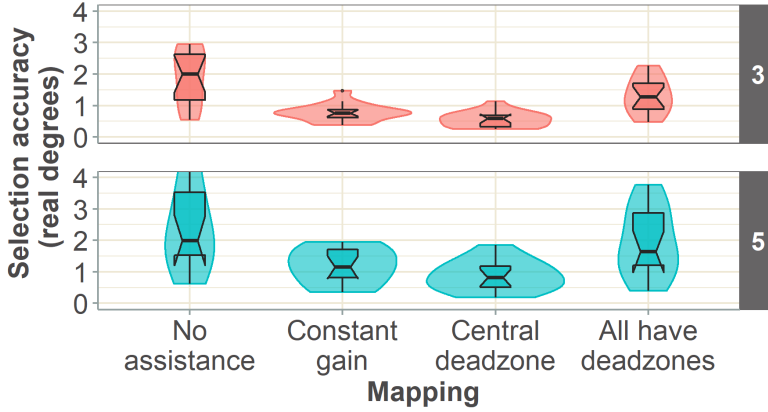 Selection accuracy
(real degrees)
4
3
2
1
0
3
4
3
2
1
0
5
No
assistance
Constant
gain
Central
deadzone
All have
deadzones
Mapping